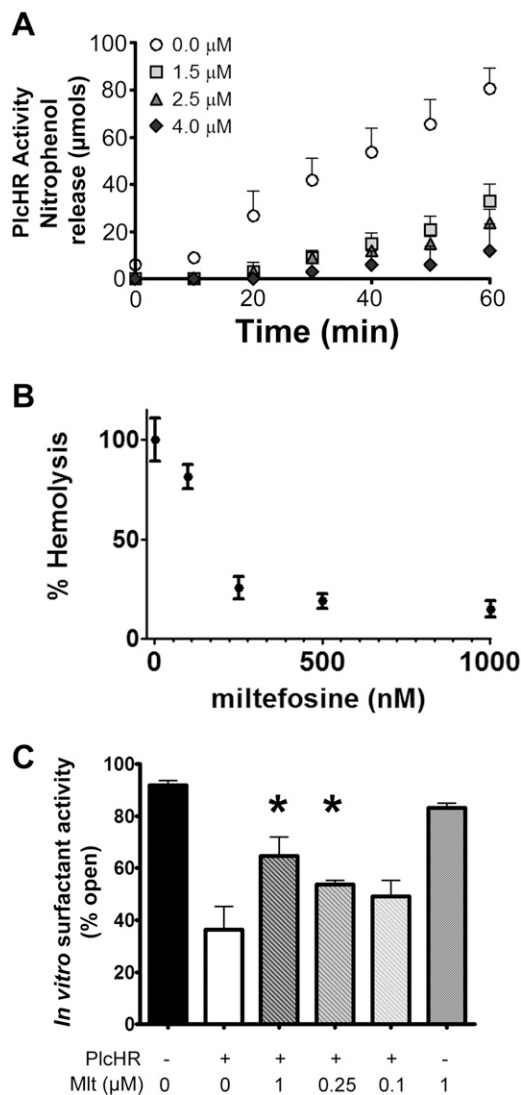 A
PlcHR Activity
Nitrophenol
release (µmols)
100
80
60
40
20
0
0.0 µM
1.5 µM
2.5 µM
4.0 µM
0
20
40
60
Time (min)
B
% Hemolysis
100
50
0
0
500
1000
miltefosine (nM)
C
In vitro surfactant activity
(% open)
100
80
60
40
20
0
* *
PlcHR - + + + + -
Mlt (µM) 0 0 1 0.25 0.1 1